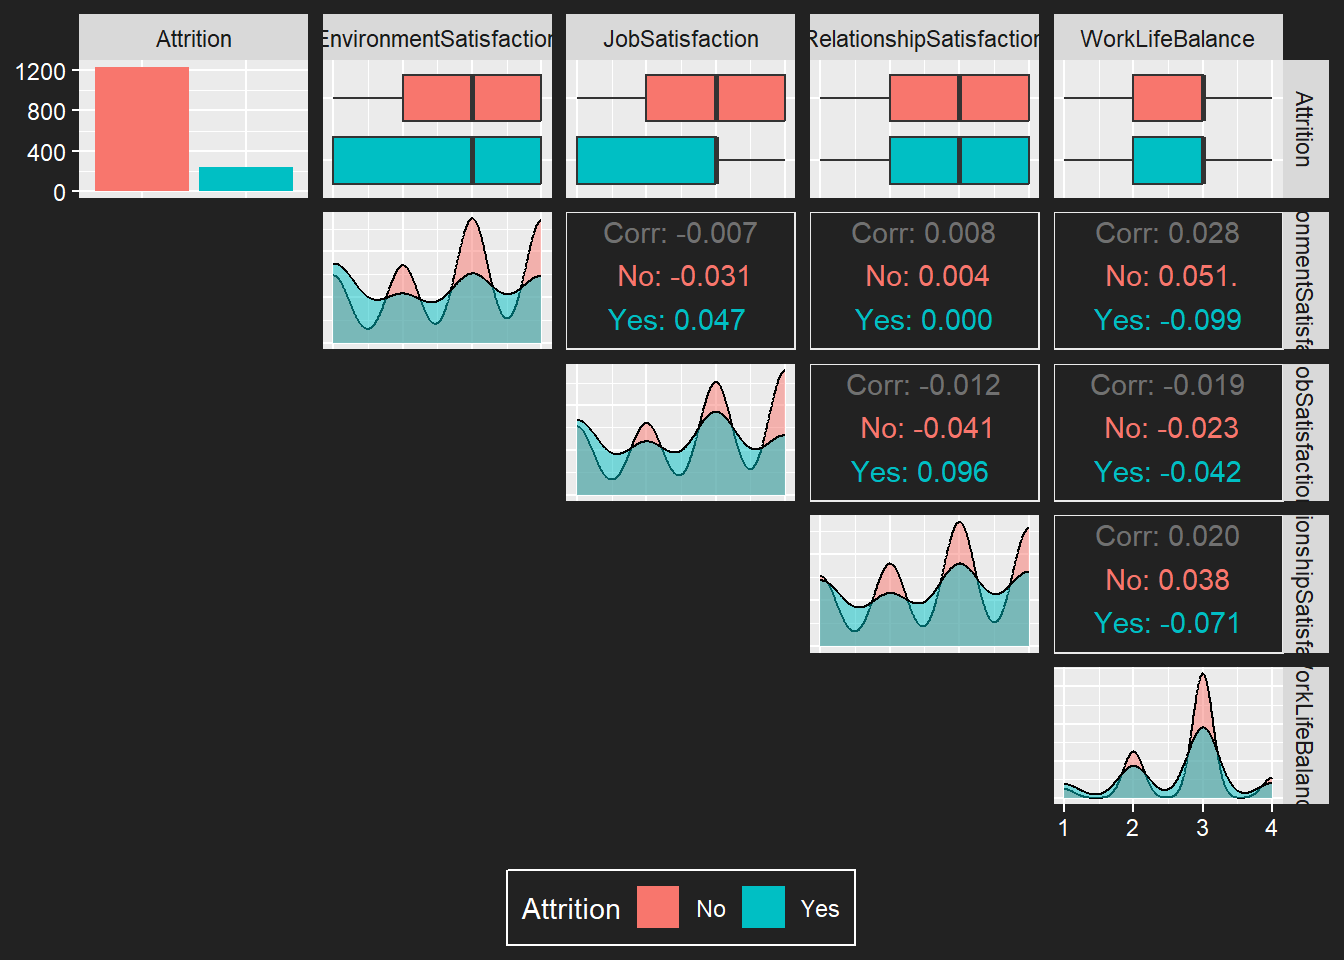 Attrition
EnvironmentSatisfaction
JobSatisfaction
RelationshipSatisfaction
WorkLifeBalance
1200
800
400
0
Attrition
Corr: -0.007
No: -0.031
Yes: 0.047
Corr: 0.008
No: 0.004
Yes: 0.000
Corr: 0.028
No: 0.051.
Yes: -0.099
onmentSatisfa
Corr: -0.012
No: -0.041
Yes: 0.096
Corr: -0.019
No: -0.023
Yes: -0.042
obSatisfaction
Corr: 0.020
No: 0.038
Yes: -0.071
ionshipSatisfa
orkLifeBalanc
1 2 3 4
Attrition No Yes